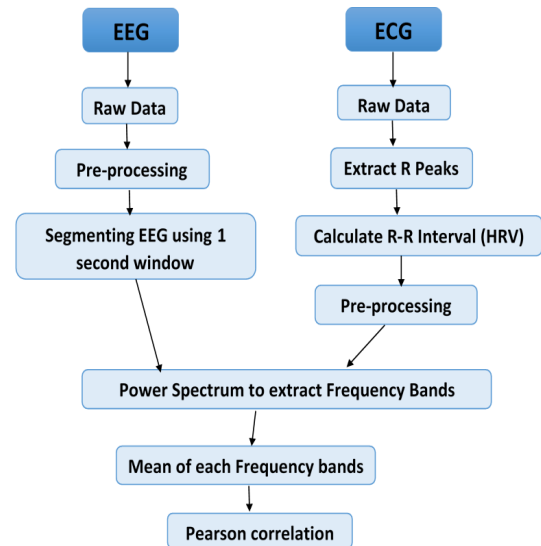 EEG
Raw Data
Pre-processing
Segmenting EEG using 1
second window
ECG
Raw Data
Extract R Peaks
Calculate R-R Interval (HRV)
Pre-processing
Power Spectrum to extract Frequency Bands
Mean of each Frequency bands
Pearson correlation